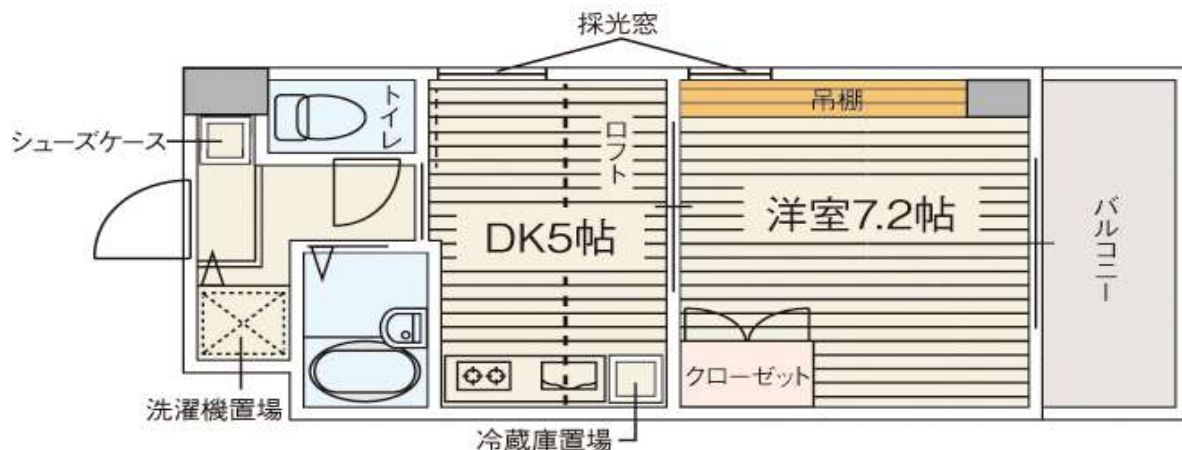 採光窓
吊棚
トイレ
シューズケース
ロフト
DK5帖
洋室7.2帖
バルコニー
クローゼット
洗濯機置場
冷蔵庫置場